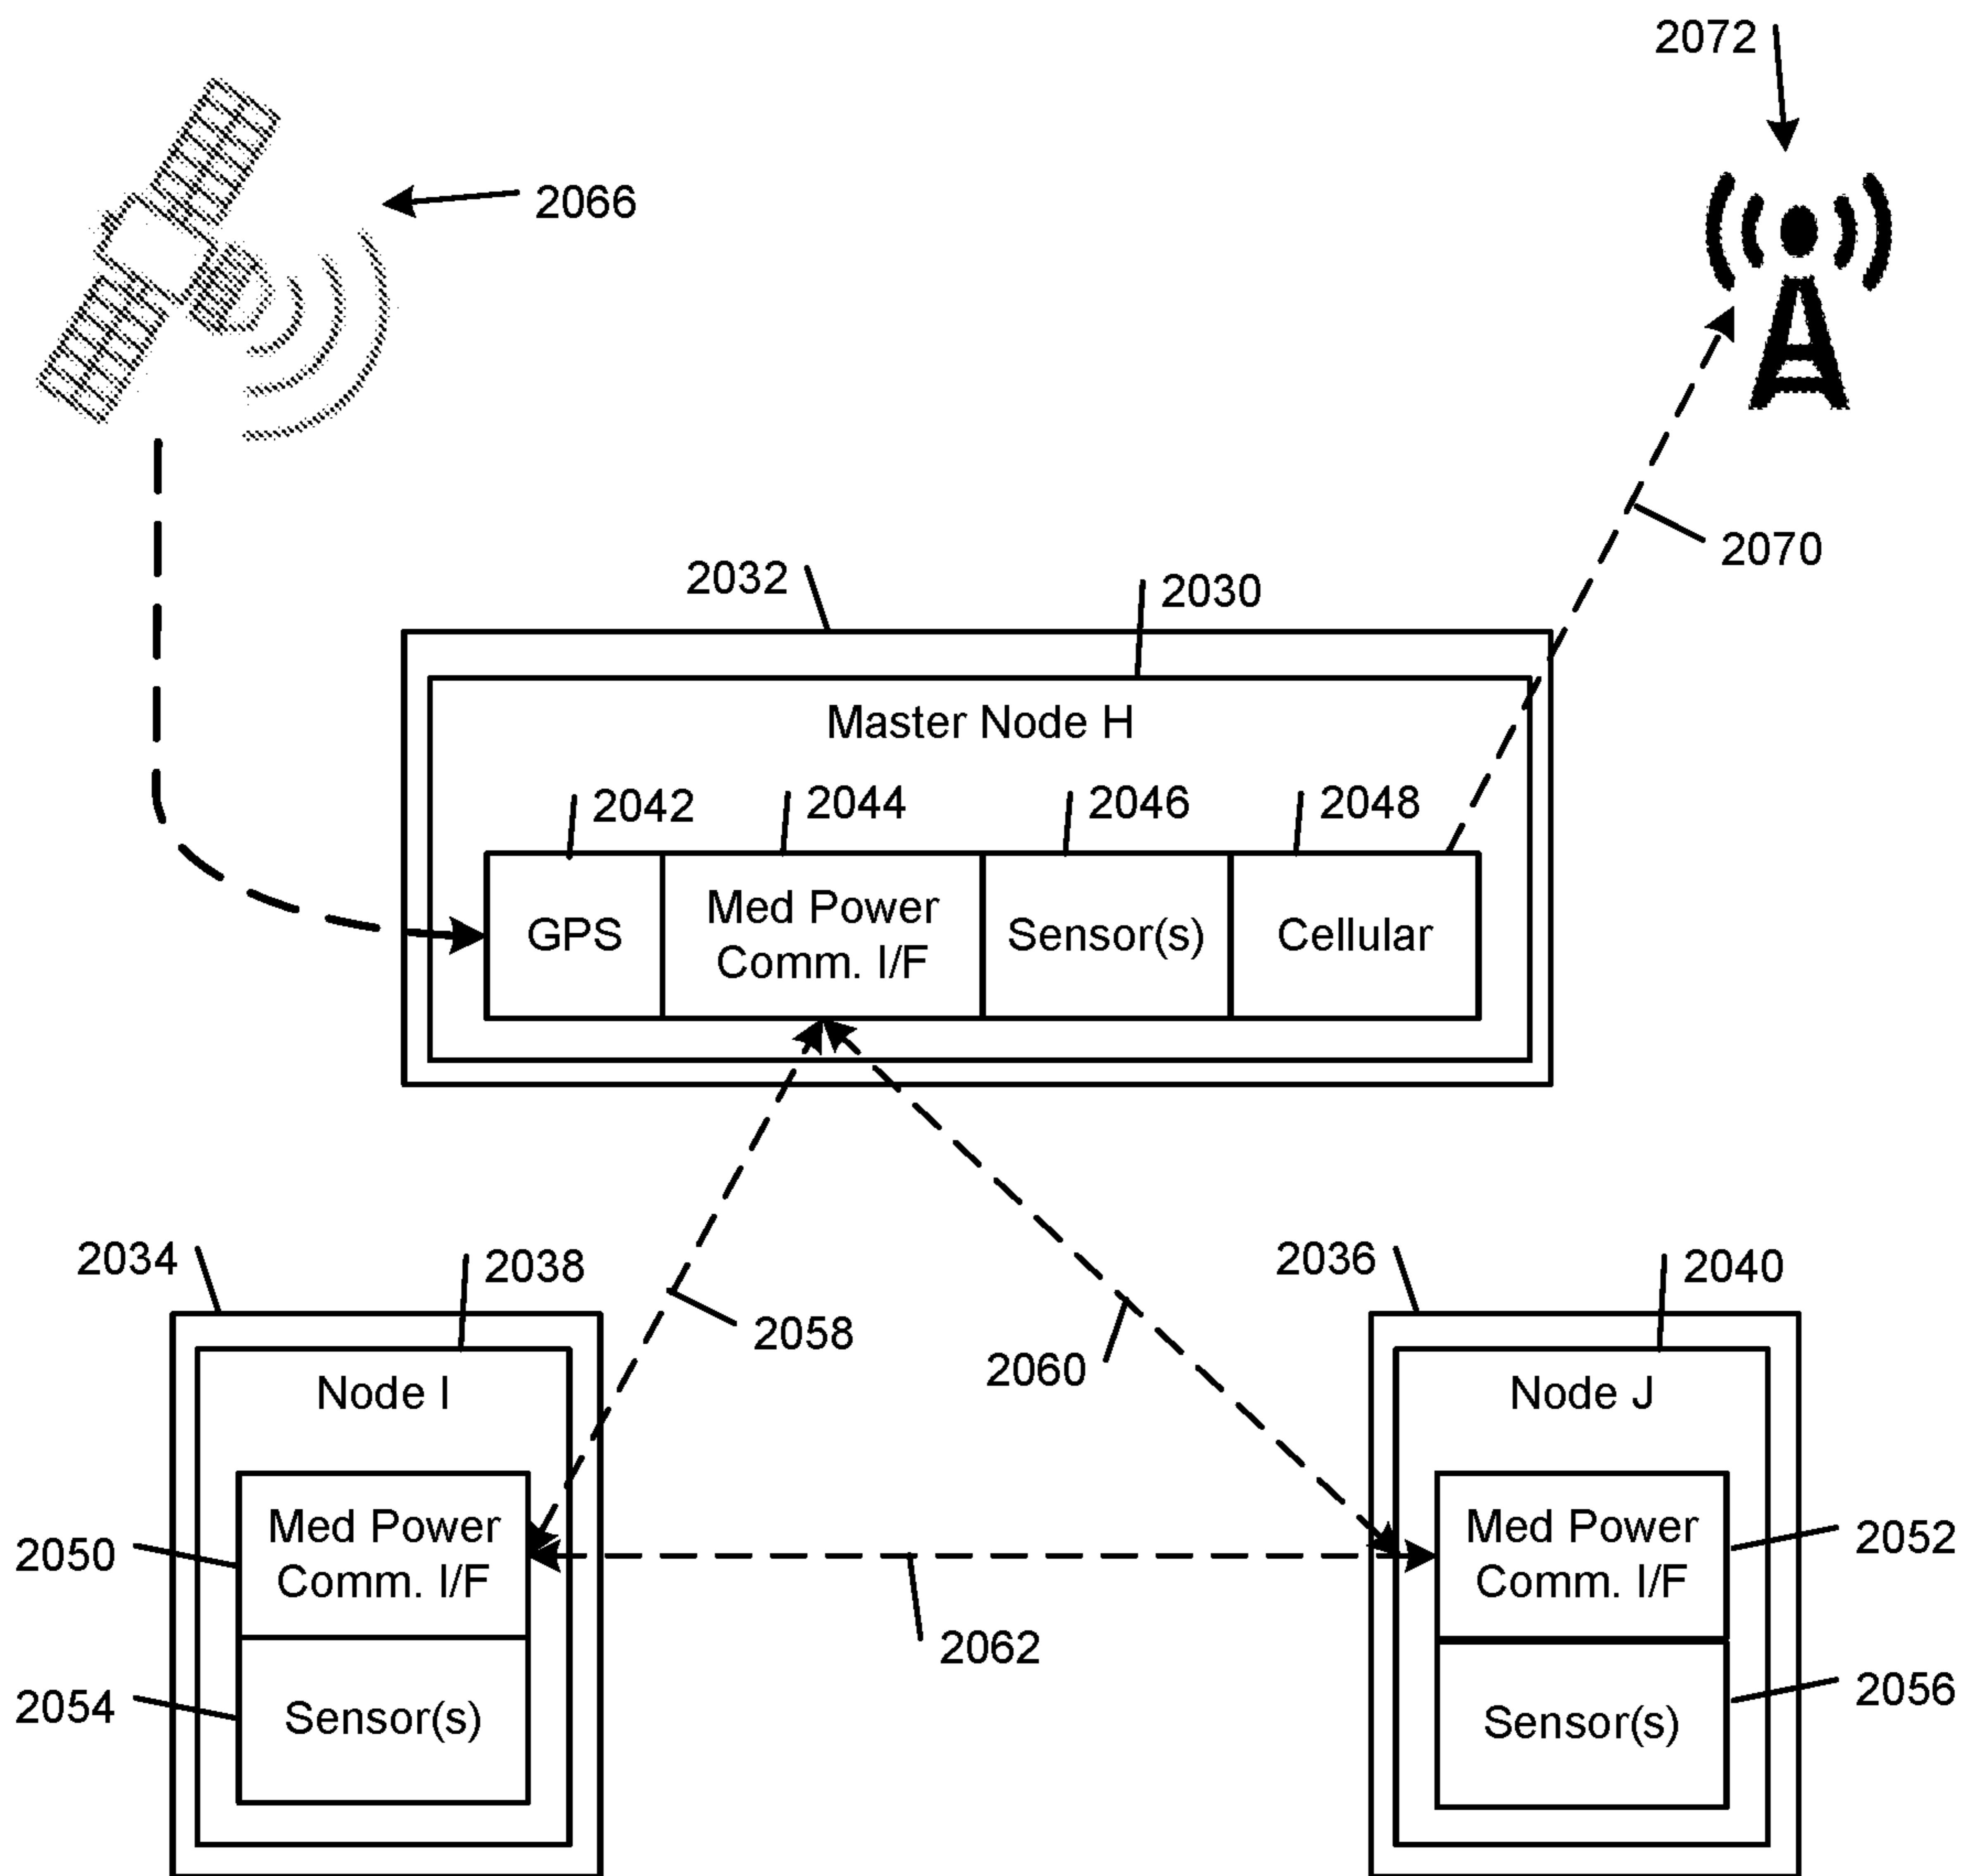 2072
2066
2070
2032
2030
Master Node H
2042
2044
2046
2048
GPS
Med Power
Comm. I/F
Sensor(s)
Cellular
2034
2038
2058
2060
2036
2040
Node I
Node J
Med Power
Comm. I/F
Med Power
Comm. I/F
2050
2052
2062
2054
Sensor(s)
Sensor(s)
2056